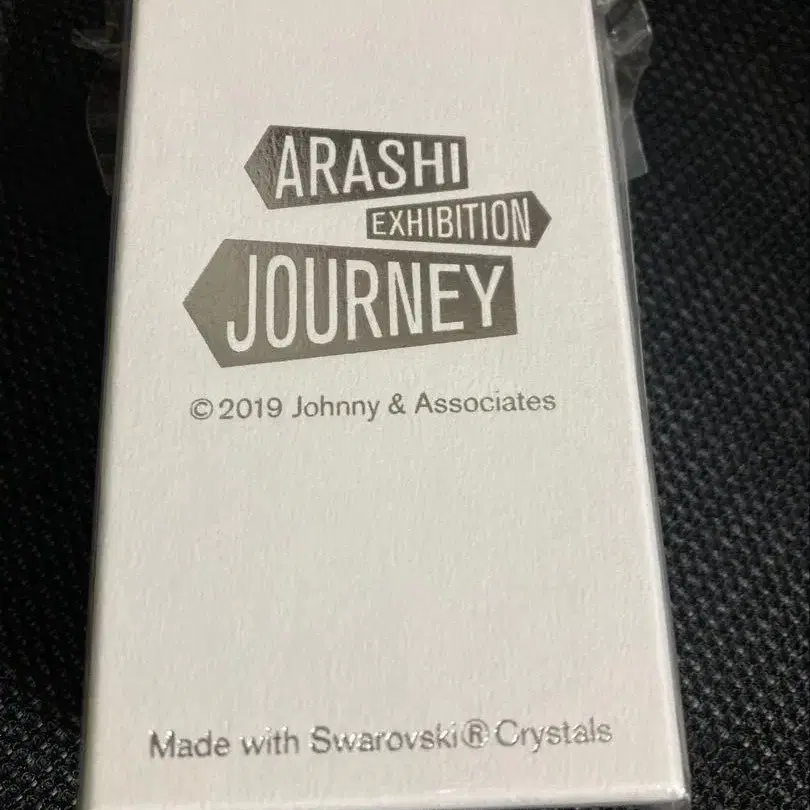 ARASHI
EXHIBITION
JOURNEY
©2019 Johnny & Associates
Made with Swarovski® Crystals